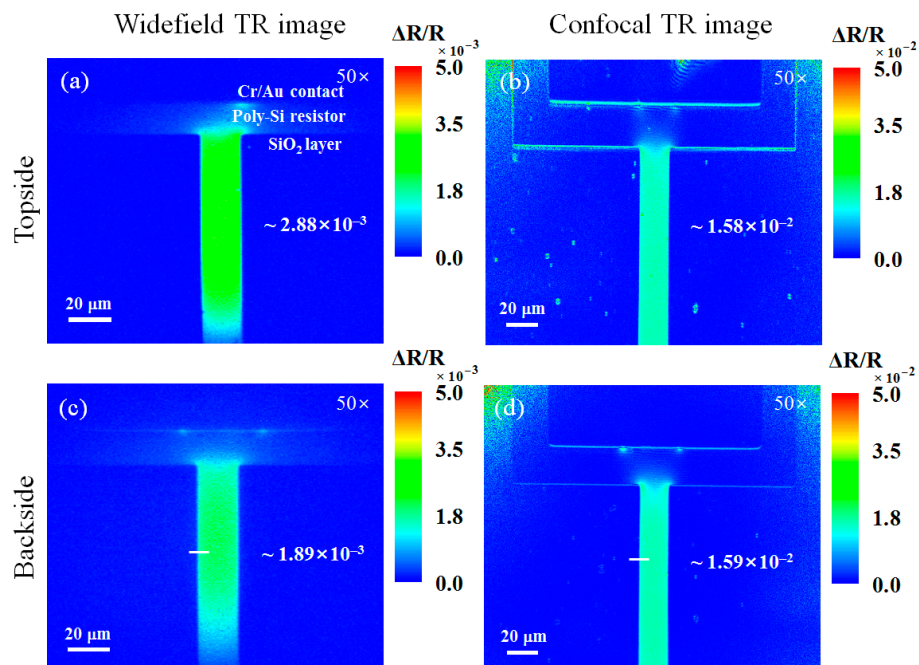 Widefield TR image
Confocal TR image
Topside
(a)
50×
Cr/Au contact
Poly-Si resistor
SiO₂ layer
~ 2.88×10⁻³
20 μm
ΔR/R
× 10⁻³
5.0
3.5
1.8
0.0
(b)
50×
~ 1.58×10⁻²
20 μm
ΔR/R
× 10⁻²
5.0
3.5
1.8
0.0
Backside
(c)
50×
~ 1.89×10⁻³
20 μm
ΔR/R
× 10⁻³
5.0
3.5
1.8
0.0
(d)
50×
~ 1.59×10⁻²
20 μm
ΔR/R
× 10⁻²
5.0
3.5
1.8
0.0